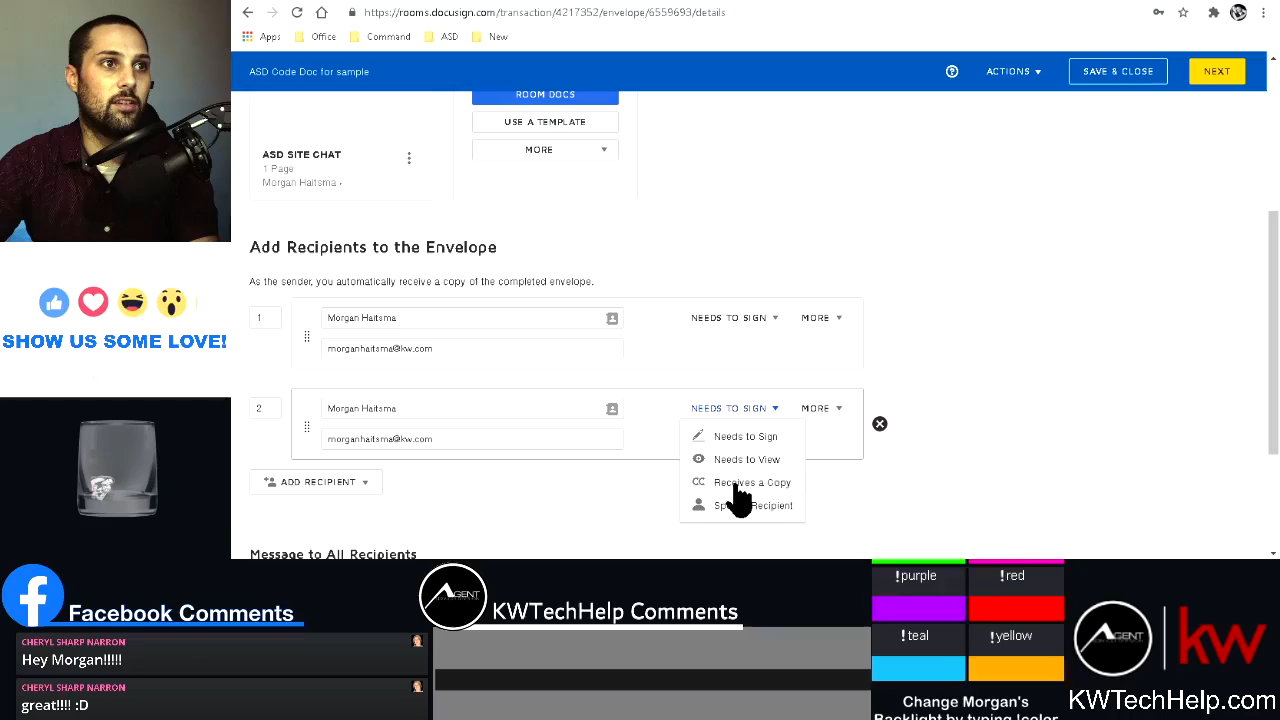 https://rooms.docusign.com/transaction/4217352/envelope/6559693/details
Apps Office Command ASD New
ASD Code Doc for sample
ACTIONS
SAVE & CLOSE
NEXT
ROOM DOCS
USE A TEMPLATE
MORE
ASD SITE CHAT
1 Page
Morgan Haitsma
Add Recipients to the Envelope
As the sender, you automatically receive a copy of the completed envelope.
1
Morgan Haitsma
NEEDS TO SIGN
MORE
morganhaitsma@kw.com
2
Morgan Haitsma
NEEDS TO SIGN
MORE
morganhaitsma@kw.com
Needs to Sign
Needs to View
CC Receives a Copy
Recipient
ADD RECIPIENT
Message to All Recipients
SHOW US SOME LOVE!
Facebook Comments
CHERYL SHARP NARRON
Hey Morgan!!!!!
CHERYL SHARP NARRON
great!!!! :D
KWTechHelp Comments
AGENT
!purple
!red
!teal
!yellow
Change Morgan's
Backlight by typing !color
AGENT
kw
KWTechHelp.com